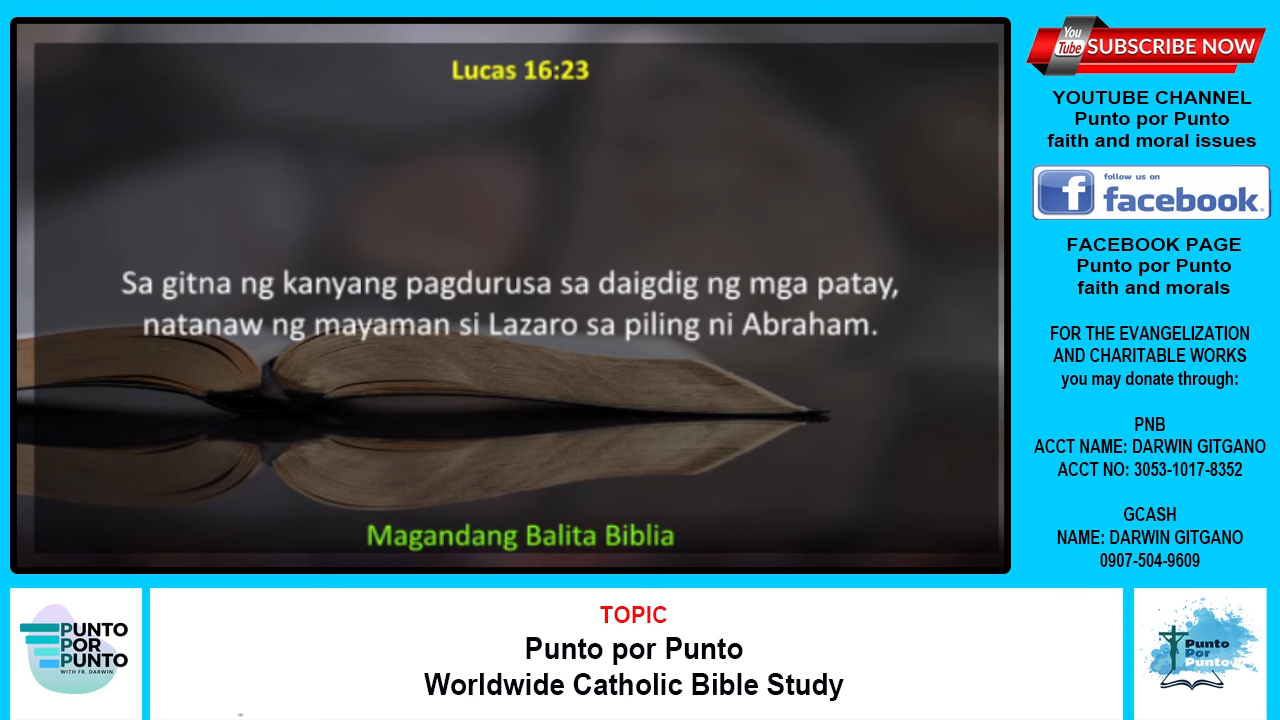 Lucas 16:23
Sa gitna ng kanyang pagdurusa sa daigdig ng mga patay,
natanaw ng mayaman si Lazaro sa piling ni Abraham.
Magandang Balita Biblia
You
Tube
SUBSCRIBE NOW
YOUTUBE CHANNEL
Punto por Punto
faith and moral issues
follow us on
facebook.
FACEBOOK PAGE
Punto por Punto
faith and morals
FOR THE EVANGELIZATION
AND CHARITABLE WORKS
you may donate through:
PNB
ACCT NAME: DARWIN GITGANO
ACCT NO: 3053-1017-8352
GCASH
NAME: DARWIN GITGANO
0907-504-9609
PUNTO
POR
PUNTO
WITH FR. DARWIN
TOPIC
Punto por Punto
Worldwide Catholic Bible Study
Punto
Por
Punto